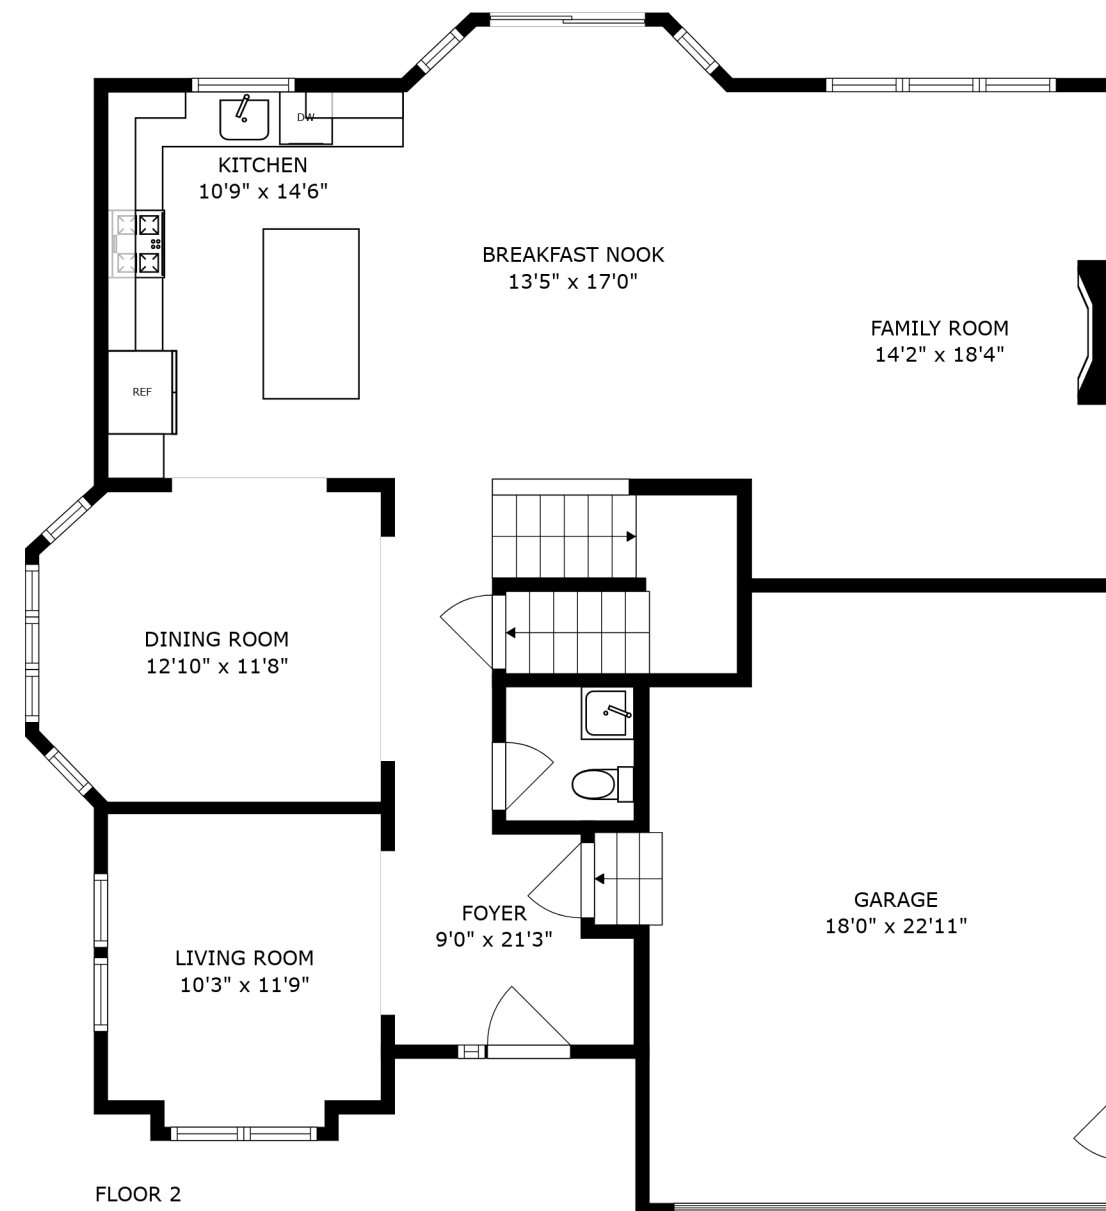 DW
KITCHEN
10'9" x 14'6"
BREAKFAST NOOK
13'5" x 17'0"
FAMILY ROOM
14'2" x 18'4"
REF
DINING ROOM
12'10" x 11'8"
GARAGE
18'0" x 22'11"
FOYER
9'0" x 21'3"
LIVING ROOM
10'3" x 11'9"
FLOOR 2